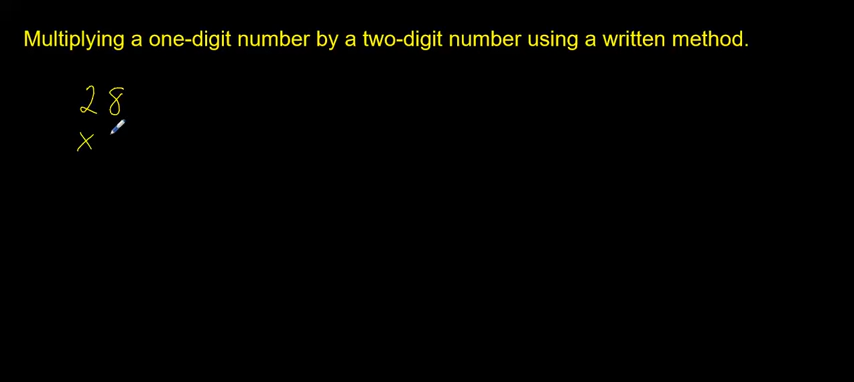 Multiplying a one-digit number by a two-digit number using a written method.
28
x